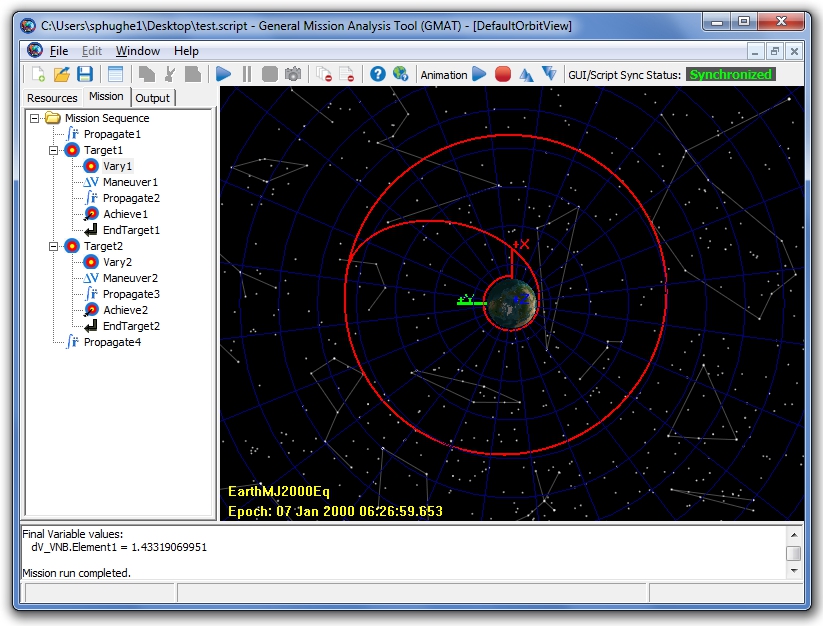 C:\Users\sphughe1\Desktop\test.script - General Mission Analysis Tool (GMAT) - [DefaultOrbitView]
File Edit Window Help
Animation GUI/Script Sync Status: Synchronized
Resources Mission Output
Mission Sequence
Propagate1
Target1
Vary1
ΔV Maneuver1
Propagate2
Achieve1
EndTarget1
Target2
Vary2
ΔV Maneuver2
Propagate3
Achieve2
EndTarget2
Propagate4
+X
+Y
+Z
EarthMJ2000Eq
Epoch: 07 Jan 2000 06:26:59.653
Final Variable values:
dV_VNB.Element1 = 1.43319069951
Mission run completed.